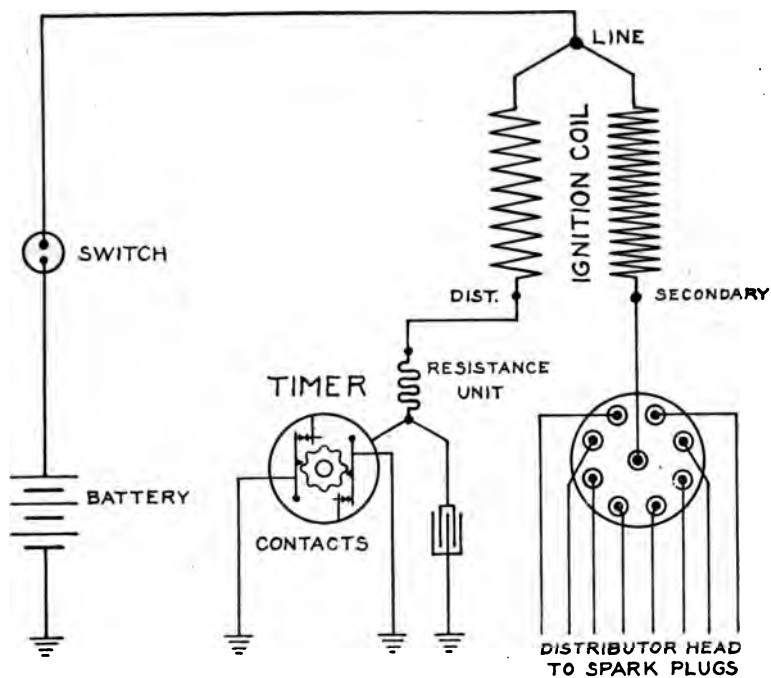 LINE
IGNITION COIL
SWITCH
DIST.
SECONDARY
RESISTANCE
UNIT
TIMER
BATTERY
CONTACTS
DISTRIBUTOR HEAD
TO SPARK PLUGS